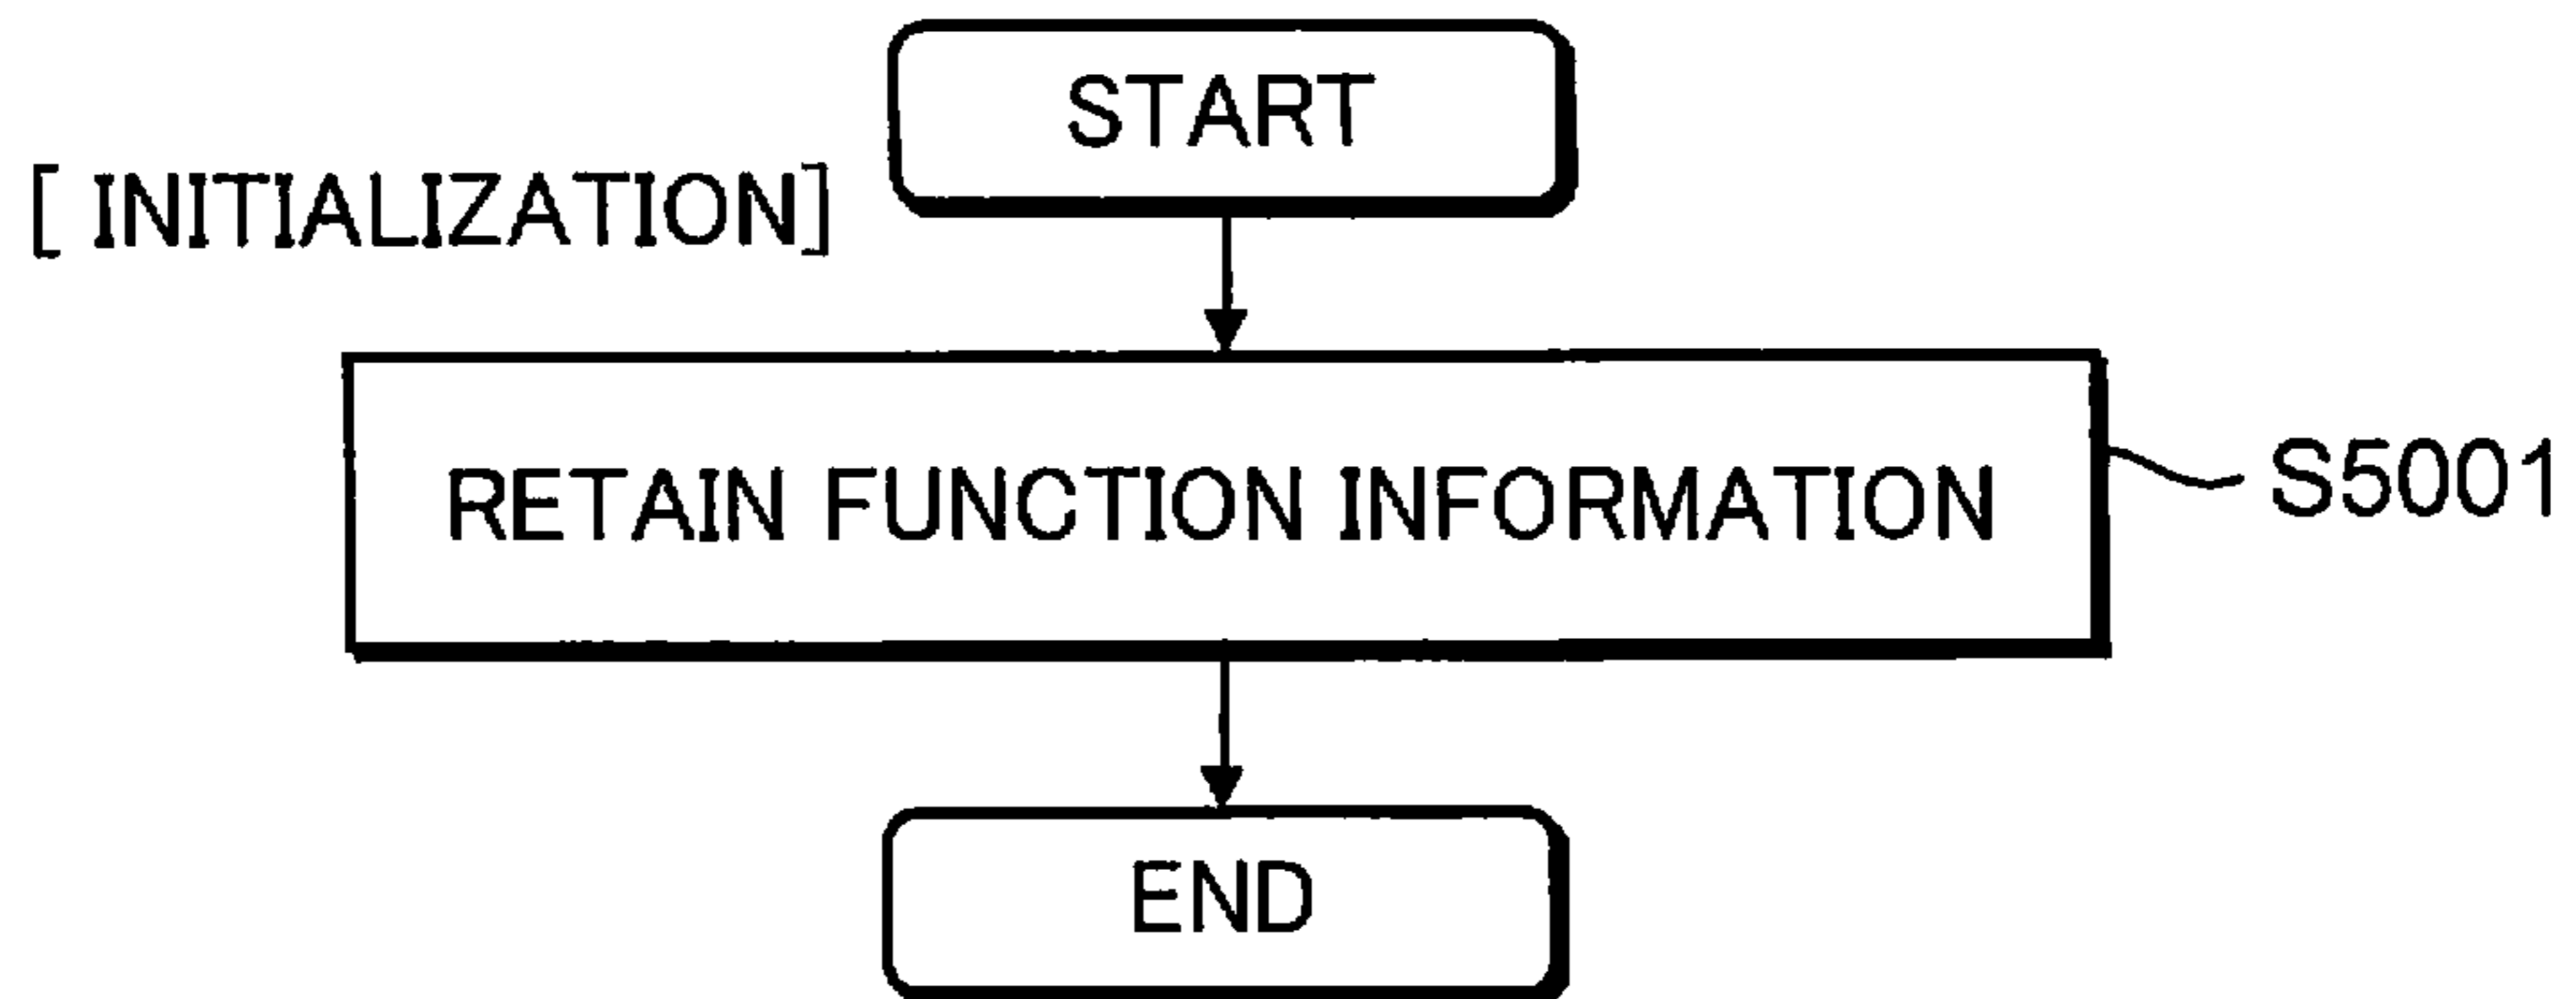 START
[ INITIALIZATION]
RETAIN FUNCTION INFORMATION
S5001
END